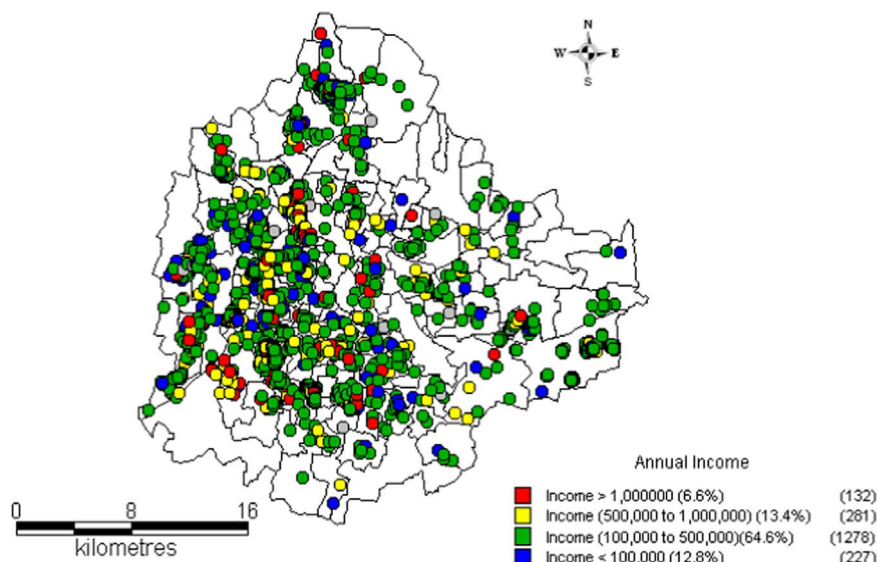 N
W E
S
Annual Income
Income > 1,000000 (6.6%) (132)
Income (500,000 to 1,000,000) (13.4%) (281)
Income (100,000 to 500,000)(64.6%) (1278)
Income < 100,000 (12.8%) (227)
0 8 16
kilometres